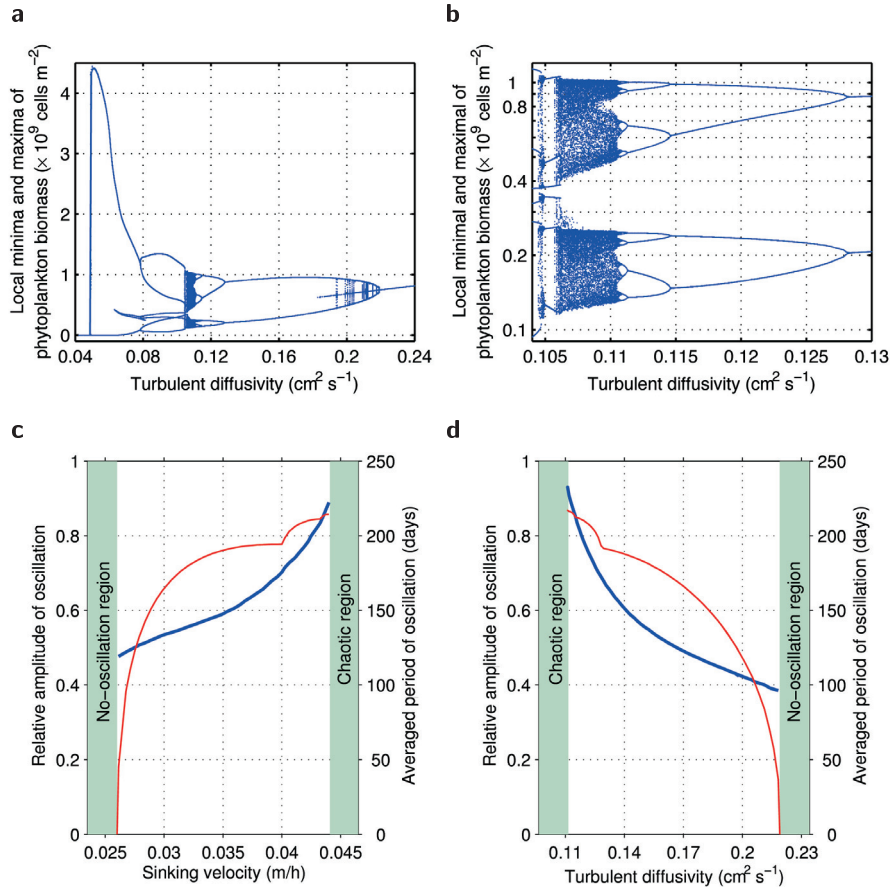 a
Local minima and maxima of
phytoplankton biomass (× 10⁹ cells m⁻²)
4
3
2
1
0
0.04
0.08
0.12
0.16
0.2
0.24
Turbulent diffusivity (cm² s⁻¹)
b
Local minimal and maximal of
phytoplankton biomass (× 10⁹ cells m⁻²)
1
0.8
0.4
0.2
0.1
0.105
0.11
0.115
0.12
0.125
0.13
Turbulent diffusivity (cm² s⁻¹)
c
Relative amplitude of oscillation
1
0.8
0.6
0.4
0.2
0
No−oscillation region
Chaotic region
250
200
150
100
50
0
Averaged period of oscillation (days)
0.025
0.03
0.035
0.04
0.045
Sinking velocity (m/h)
d
Relative amplitude of oscillation
1
0.8
0.6
0.4
0.2
0
Chaotic region
No−oscillation region
250
200
150
100
50
0
Averaged period of oscillation (days)
0.11
0.14
0.17
0.2
0.23
Turbulent diffusivity (cm² s⁻¹)